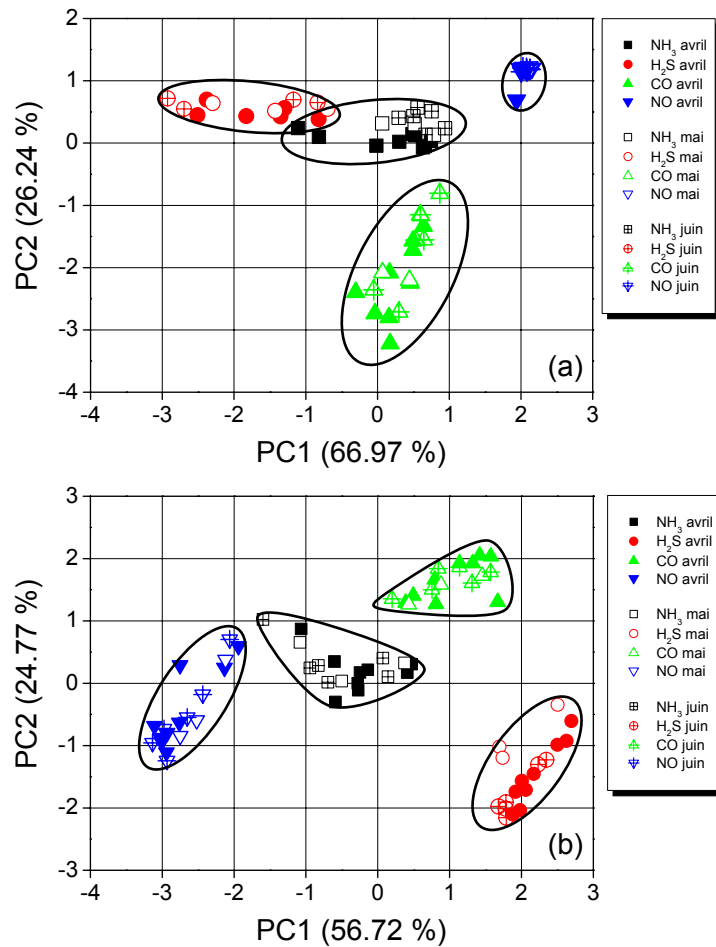 2
1
0
-1
-2
-3
-4
PC2 (26.24 %)
-4
-3
-2
-1
0
1
2
3
PC1 (66.97 %)
(a)
NH₃ avril
H₂S avril
CO avril
NO avril
NH₃ mai
H₂S mai
CO mai
NO mai
NH₃ juin
H₂S juin
CO juin
NO juin
3
2
1
0
-1
-2
-3
PC2 (24.77 %)
-4
-3
-2
-1
0
1
2
3
PC1 (56.72 %)
(b)
NH₃ avril
H₂S avril
CO avril
NO avril
NH₃ mai
H₂S mai
CO mai
NO mai
NH₃ juin
H₂S juin
CO juin
NO juin